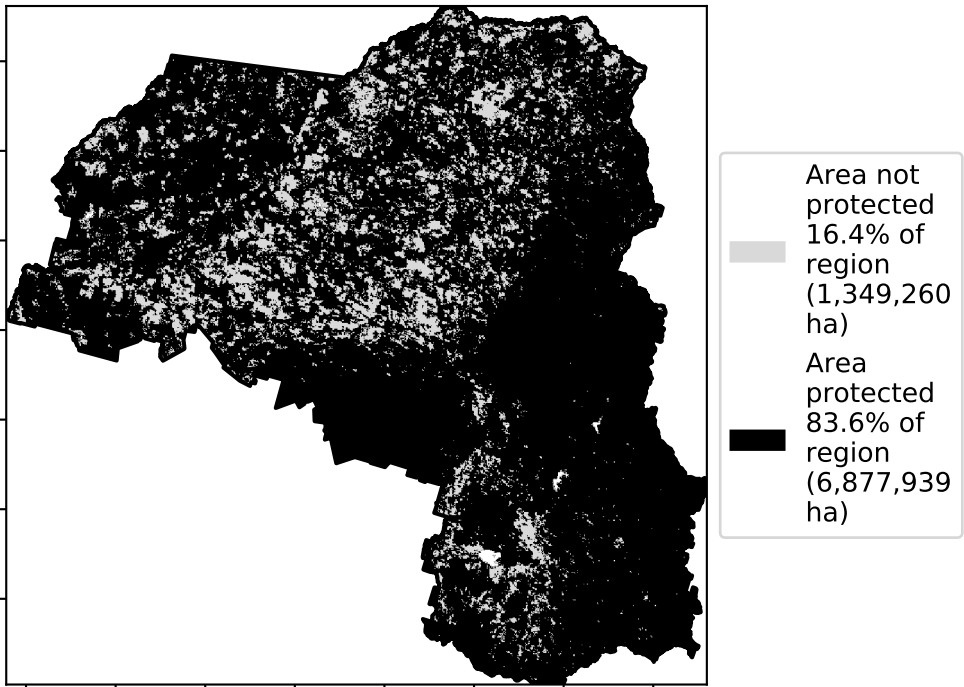 Area not
protected
16.4% of
region
(1,349,260
ha)
Area
protected
83.6% of
region
(6,877,939
ha)